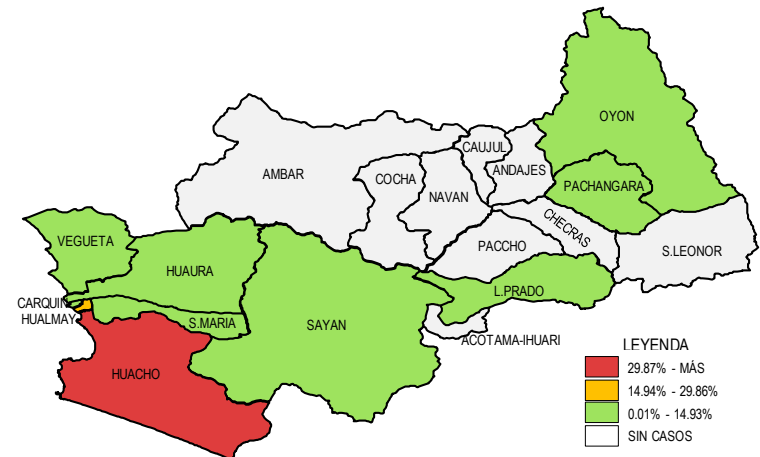 OYON
CAUJUL
ANDAJES
AMBAR
COCHA
NAVAN
PACHANGARA
CHECRAS
VEGUETA
PACCHO
S.LEONOR
HUAURA
L.PRADO
CARQUIN
HUALMAY
S.MARIA
SAYAN
ACOTAMA-IHUARI
HUACHO
LEYENDA
29.87% - MÁS
14.94% - 29.86%
0.01% - 14.93%
SIN CASOS